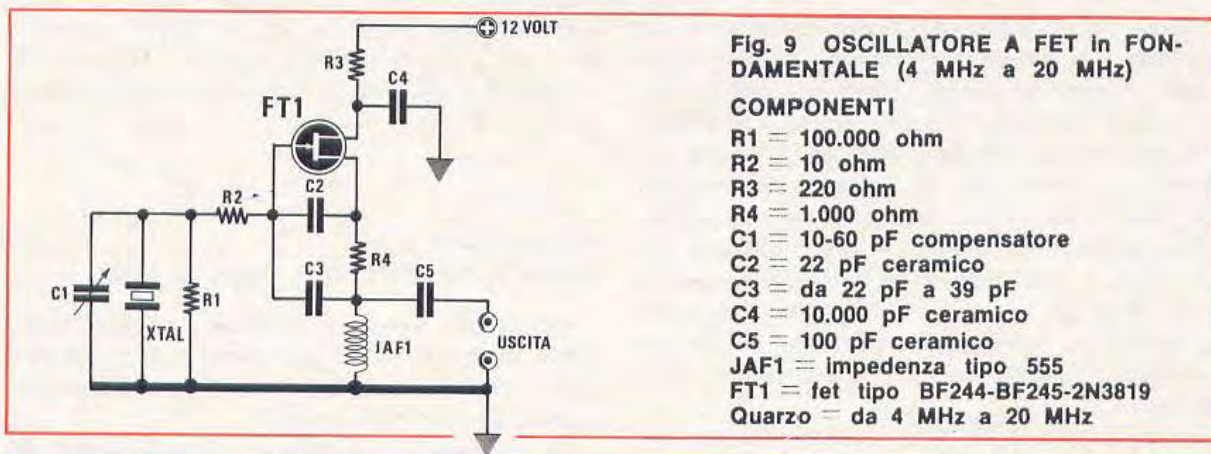 12 VOLT
R3
C4
FT1
C2
R2
R4
C3
C5
C1
XTAL
R1
JAF1
USCITA
Fig. 9 OSCILLATORE A FET in FON-
DAMENTALE (4 MHz a 20 MHz)
COMPONENTI
R1 = 100.000 ohm
R2 = 10 ohm
R3 = 220 ohm
R4 = 1.000 ohm
C1 = 10-60 pF compensatore
C2 = 22 pF ceramico
C3 = da 22 pF a 39 pF
C4 = 10.000 pF ceramico
C5 = 100 pF ceramico
JAF1 = impedenza tipo 555
FT1 = fet tipo BF244-BF245-2N3819
Quarzo = da 4 MHz a 20 MHz